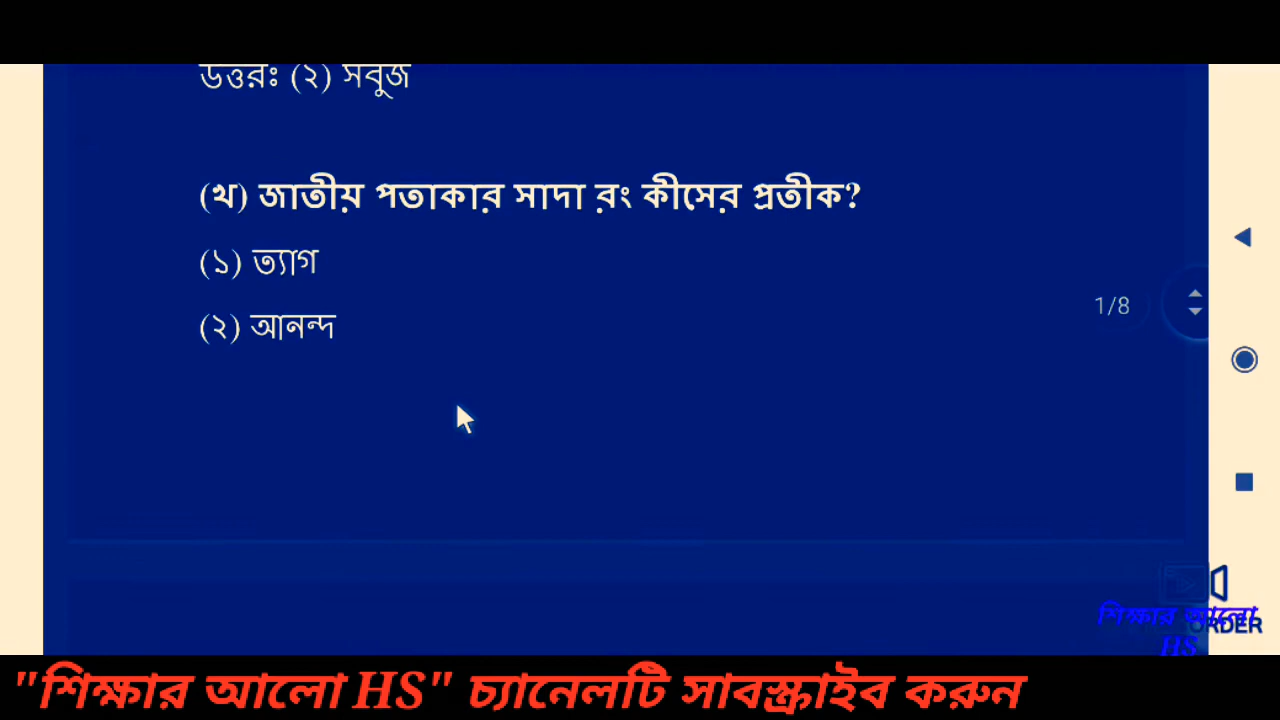 উত্তরঃ (২) সবুজ
(খ) জাতীয় পতাকার সাদা রং কীসের প্রতীক?
(১) ত্যাগ
(২) আনন্দ
1/8
শিক্ষার আলো
HS
"শিক্ষার আলো HS" চ্যানেলটি সাবস্ক্রাইব করুন